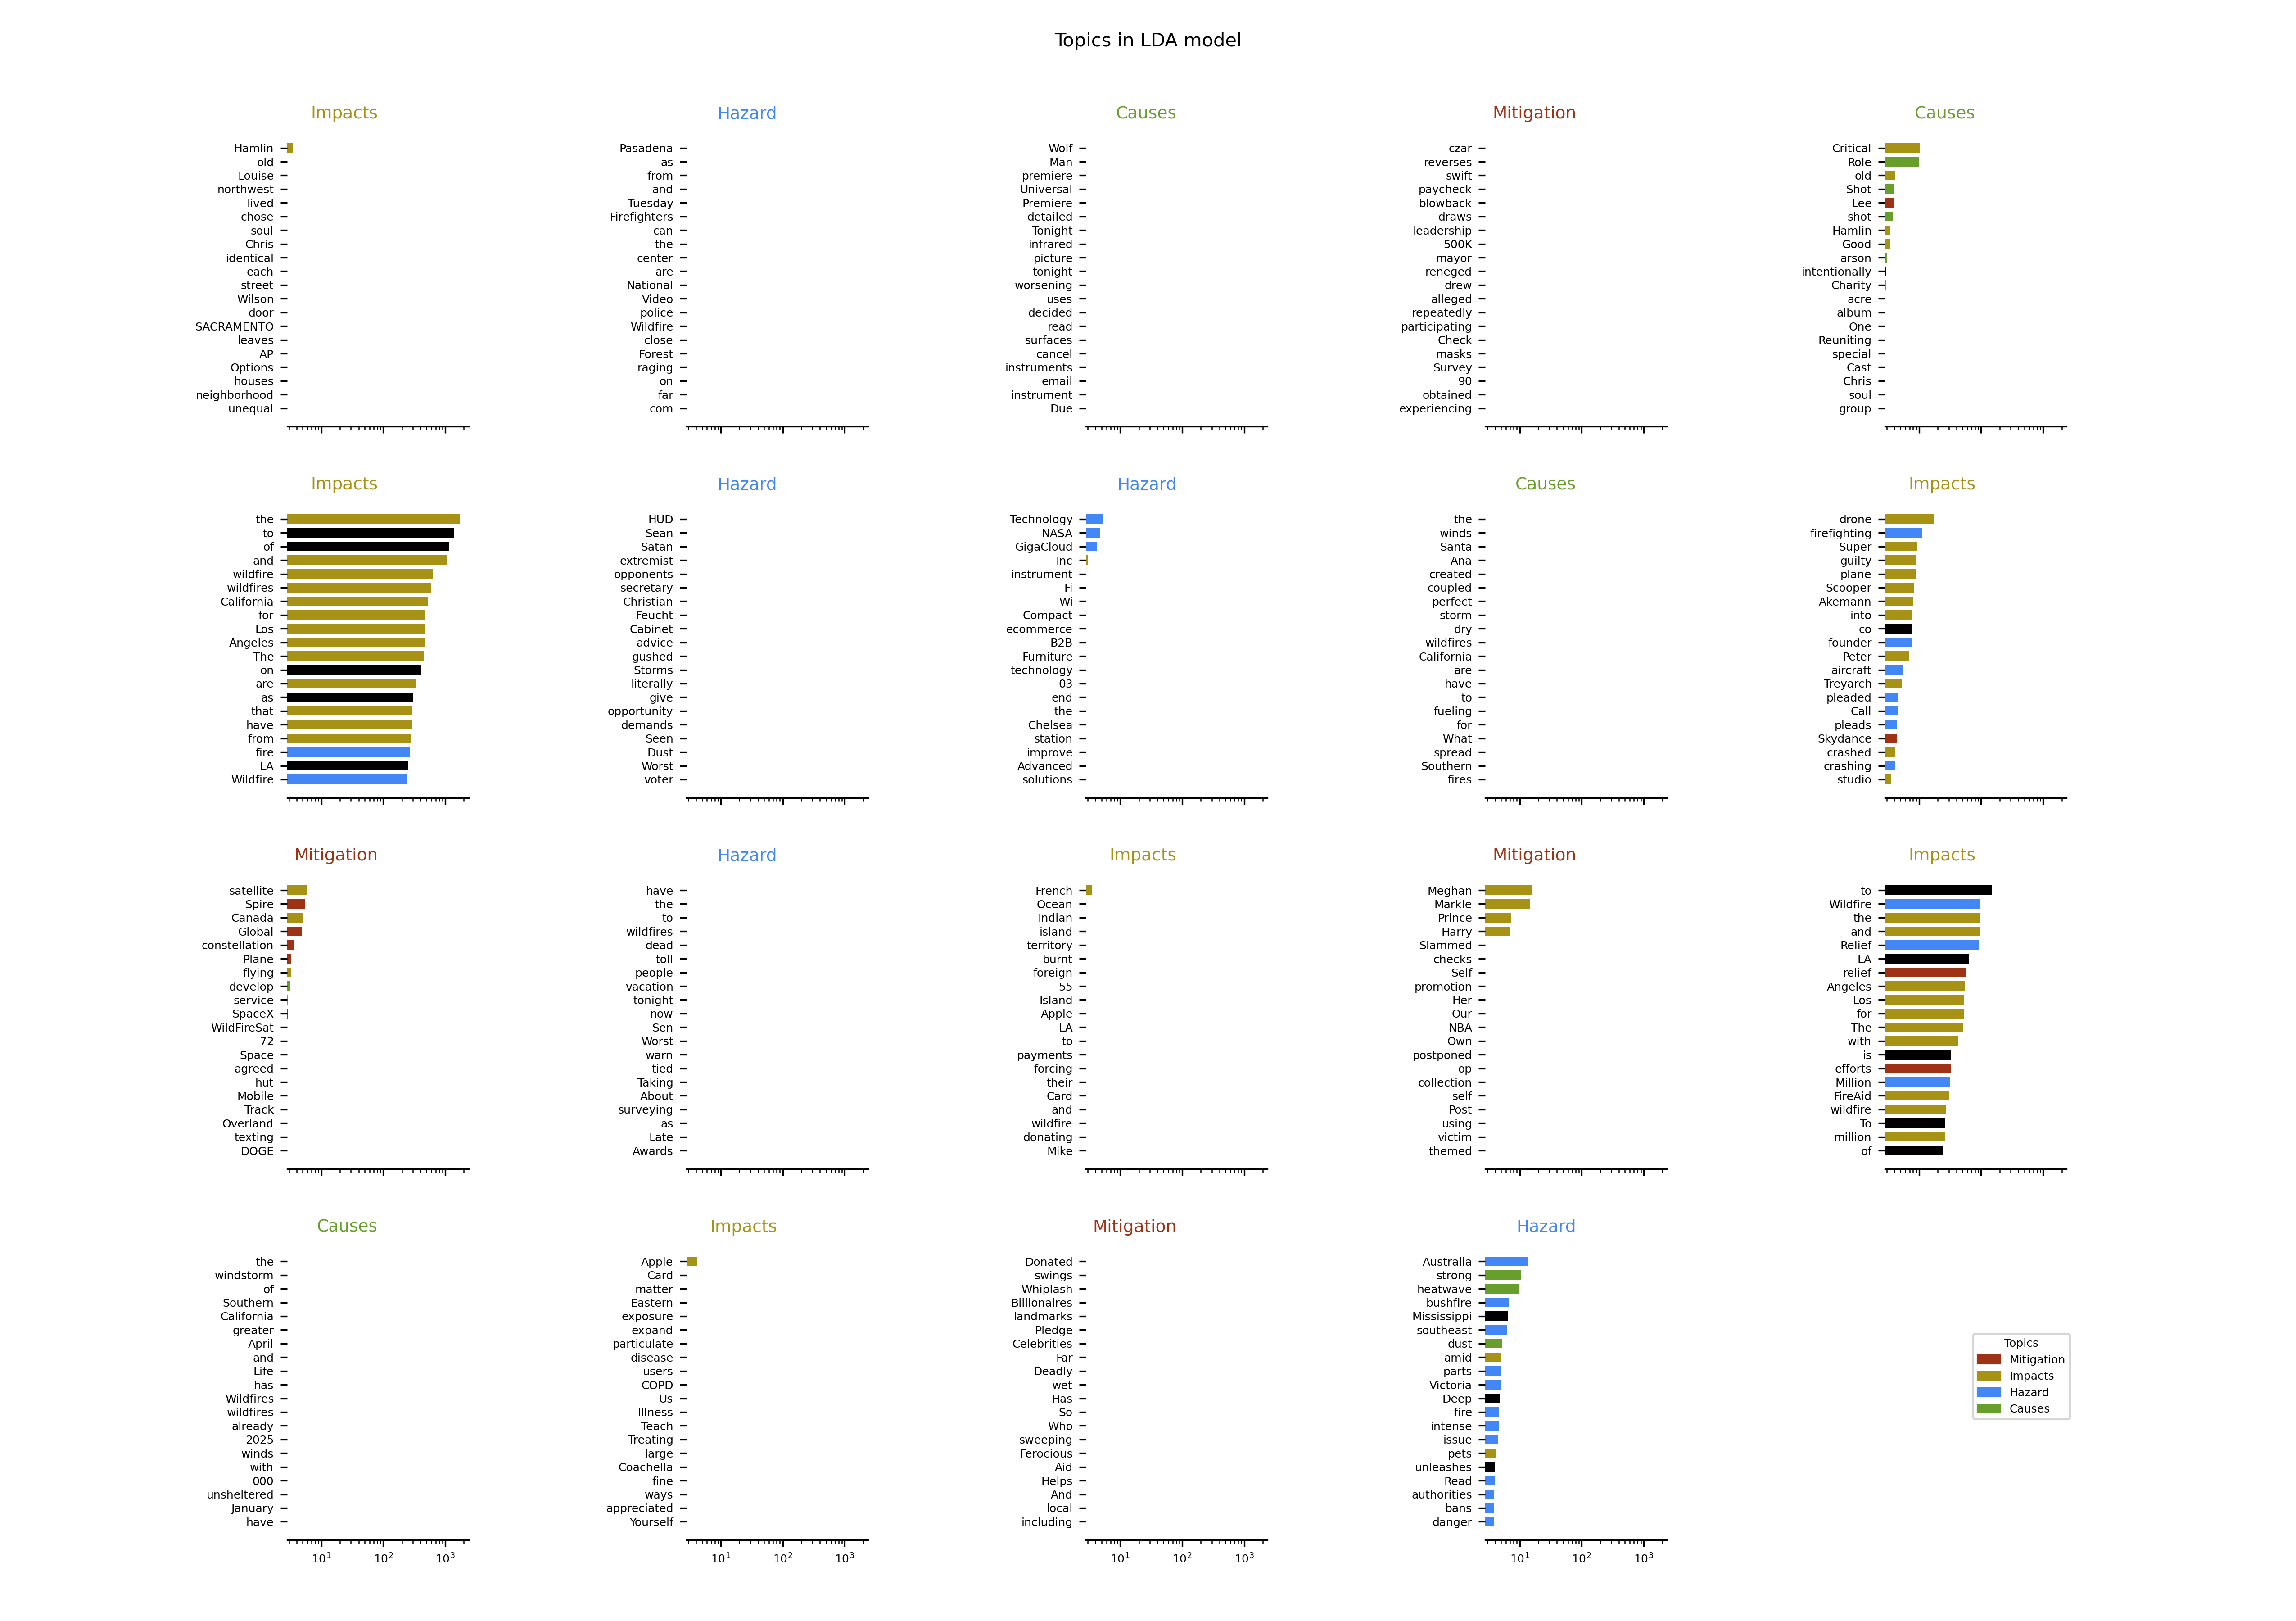 Topics in LDA model
Impacts
Hamlin
old
Louise
northwest
lived
chose
soul
Chris
identical
each
street
Wilson
door
SACRAMENTO
leaves
AP
Options
houses
neighborhood
unequal
Hazard
Pasadena
as
from
and
Tuesday
Firefighters
can
the
center
are
National
Video
police
Wildfire
close
Forest
raging
on
far
com
Causes
Wolf
Man
premiere
Universal
Premiere
detailed
Tonight
infrared
picture
tonight
worsening
uses
decided
read
surfaces
cancel
instruments
email
instrument
Due
Mitigation
czar
reverses
swift
paycheck
blowback
draws
leadership
500K
mayor
reneged
drew
alleged
repeatedly
participating
Check
masks
Survey
90
obtained
experiencing
Causes
Critical
Role
old
Shot
Lee
shot
Hamlin
Good
arson
intentionally
Charity
acre
album
One
Reuniting
special
Cast
Chris
soul
group
Impacts
the
to
of
and
wildfire
wildfires
California
for
Los
Angeles
The
on
are
as
that
have
from
fire
LA
Wildfire
Hazard
HUD
Sean
Satan
extremist
opponents
secretary
Christian
Feucht
Cabinet
advice
gushed
Storms
literally
give
opportunity
demands
Seen
Dust
Worst
voter
Hazard
Technology
NASA
GigaCloud
Inc
instrument
Fi
Wi
Compact
ecommerce
B2B
Furniture
technology
03
end
the
Chelsea
station
improve
Advanced
solutions
Causes
the
winds
Santa
Ana
created
coupled
perfect
storm
dry
wildfires
California
are
have
to
fueling
for
What
spread
Southern
fires
Impacts
drone
firefighting
Super
guilty
plane
Scooper
Akemann
into
co
founder
Peter
aircraft
Treyarch
pleaded
Call
pleads
Skydance
crashed
crashing
studio
Mitigation
satellite
Spire
Canada
Global
constellation
Plane
flying
develop
service
SpaceX
WildFireSat
72
Space
agreed
hut
Mobile
Track
Overland
texting
DOGE
Hazard
have
the
to
wildfires
dead
toll
people
vacation
tonight
now
Sen
Worst
warn
tied
Taking
About
surveying
as
Late
Awards
Impacts
French
Ocean
Indian
island
territory
burnt
foreign
55
Island
Apple
LA
to
payments
forcing
their
Card
and
wildfire
donating
Mike
Mitigation
Meghan
Markle
Prince
Harry
Slammed
checks
Self
promotion
Her
Our
NBA
Own
postponed
op
collection
self
Post
using
victim
themed
Impacts
to
Wildfire
the
and
Relief
LA
relief
Angeles
Los
for
The
with
is
efforts
Million
FireAid
wildfire
To
million
of
Causes
the
windstorm
of
Southern
California
greater
April
and
Life
has
Wildfires
wildfires
already
2025
winds
with
000
unsheltered
January
have
10¹ 10² 10³
Impacts
Apple
Card
matter
Eastern
exposure
expand
particulate
disease
users
COPD
Us
Illness
Teach
Treating
large
Coachella
fine
ways
appreciated
Yourself
10¹ 10² 10³
Mitigation
Donated
swings
Whiplash
Billionaires
landmarks
Pledge
Celebrities
Far
Deadly
wet
Has
So
Who
sweeping
Ferocious
Aid
Helps
And
local
including
10¹ 10² 10³
Hazard
Australia
strong
heatwave
bushfire
Mississippi
southeast
dust
amid
parts
Victoria
Deep
fire
intense
issue
pets
unleashes
Read
authorities
bans
danger
10¹ 10² 10³
Topics
Mitigation
Impacts
Hazard
Causes